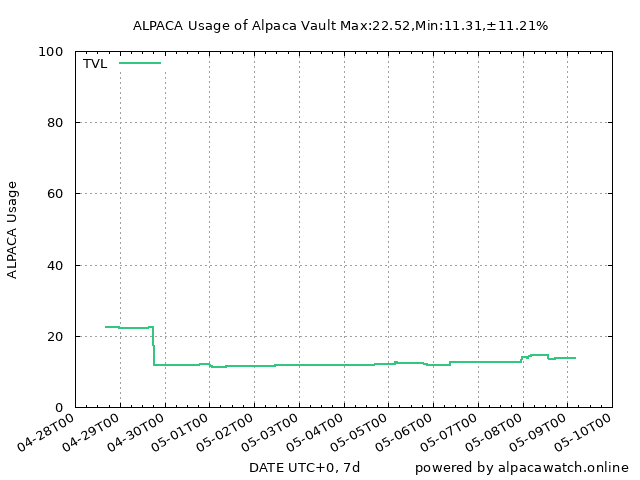 ALPACA Usage of Alpaca Vault Max:22.52,Min:11.31,±11.21%
TVL
ALPACA Usage
100
80
60
40
20
0
04-28T00
04-29T00
04-30T00
05-01T00
05-02T00
05-03T00
05-04T00
05-05T00
05-06T00
05-07T00
05-08T00
05-09T00
05-10T00
DATE UTC+0, 7d
powered by alpacawatch.online